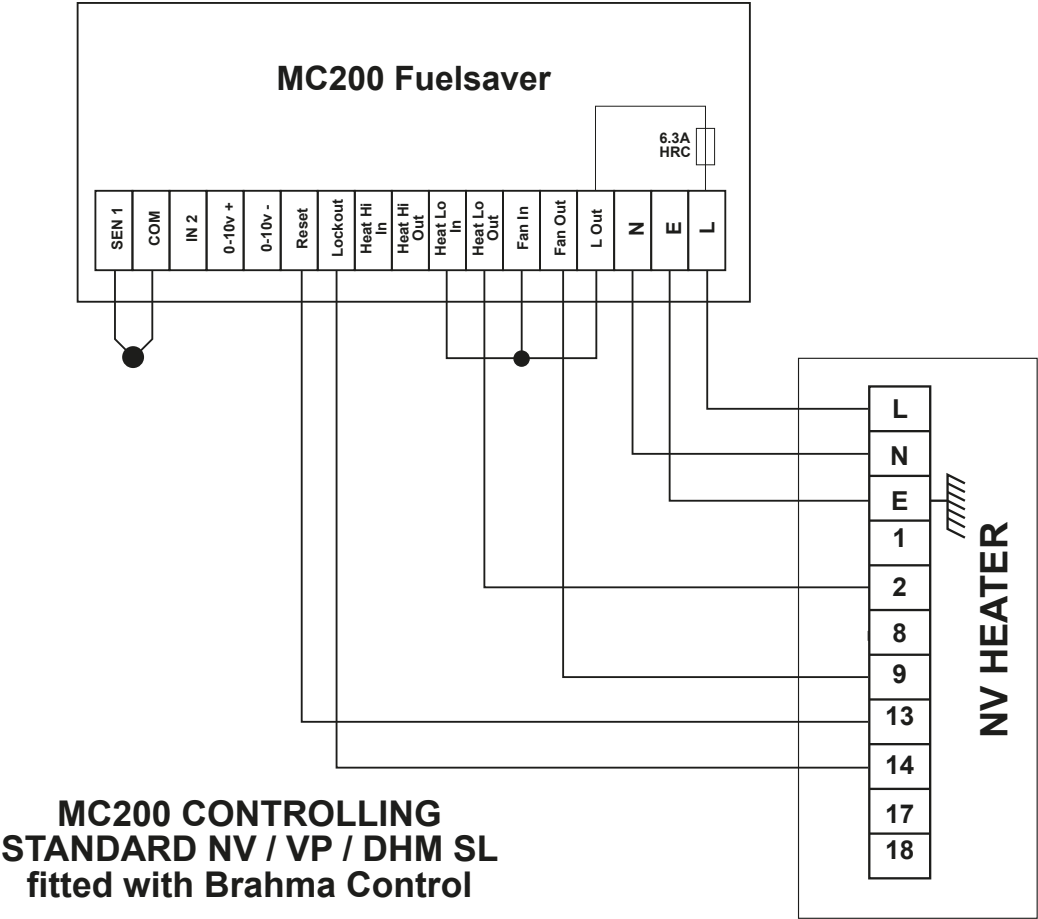 MC200 Fuelsaver
6.3A
HRC
SEN 1
COM
IN 2
0-10v +
0-10v -
Reset
Lockout
Heat Hi
In
Heat Hi
Out
Heat Lo
In
Heat Lo
Out
Fan In
Fan Out
L Out
N
E
L
L
N
E
1
2
8
9
13
14
17
18
NV HEATER
MC200 CONTROLLING
STANDARD NV / VP / DHM SL
fitted with Brahma Control